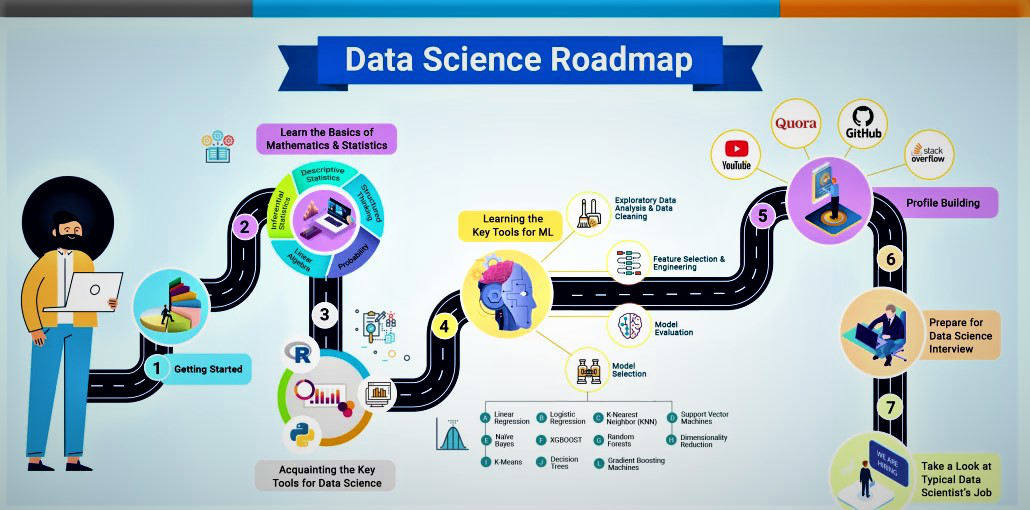 Data Science Roadmap
Learn the Basics of
Mathematics & Statistics
Descriptive
Statistics
Structured
Thinking
Inferential
Statistics
Linear
Algebra
Probability
2
1
Getting Started
3
R
Acquainting the Key
Tools for Data Science
4
Learning the
Key Tools for ML
Exploratory Data
Analysis & Data
Cleaning
Feature Selection &
Engineering
Model
Evaluation
Model
Selection
A Linear
Regression
B Logistic
Regression
C K-Nearest
Neighbor (KNN)
D Support Vector
Machines
E Naïve
Bayes
F XGBOOST
G Random
Forests
H Dimensionality
Reduction
I K-Means
J Decision
Trees
L Gradient Boosting
Machines
5
YouTube
Quora
GitHub
stack
overflow
Profile Building
6
Prepare for
Data Science
Interview
7
WE ARE
HIRING
Take a Look at
Typical Data
Scientist's Job